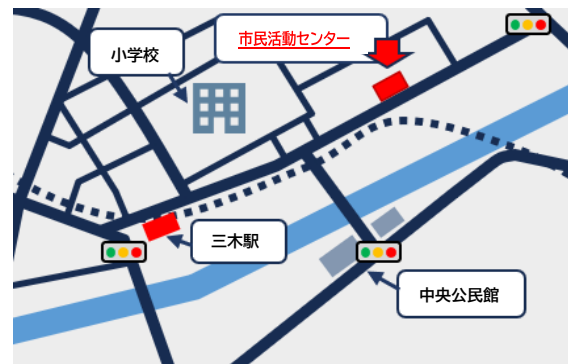 市民活動センター
小学校
三木駅
中央公民館